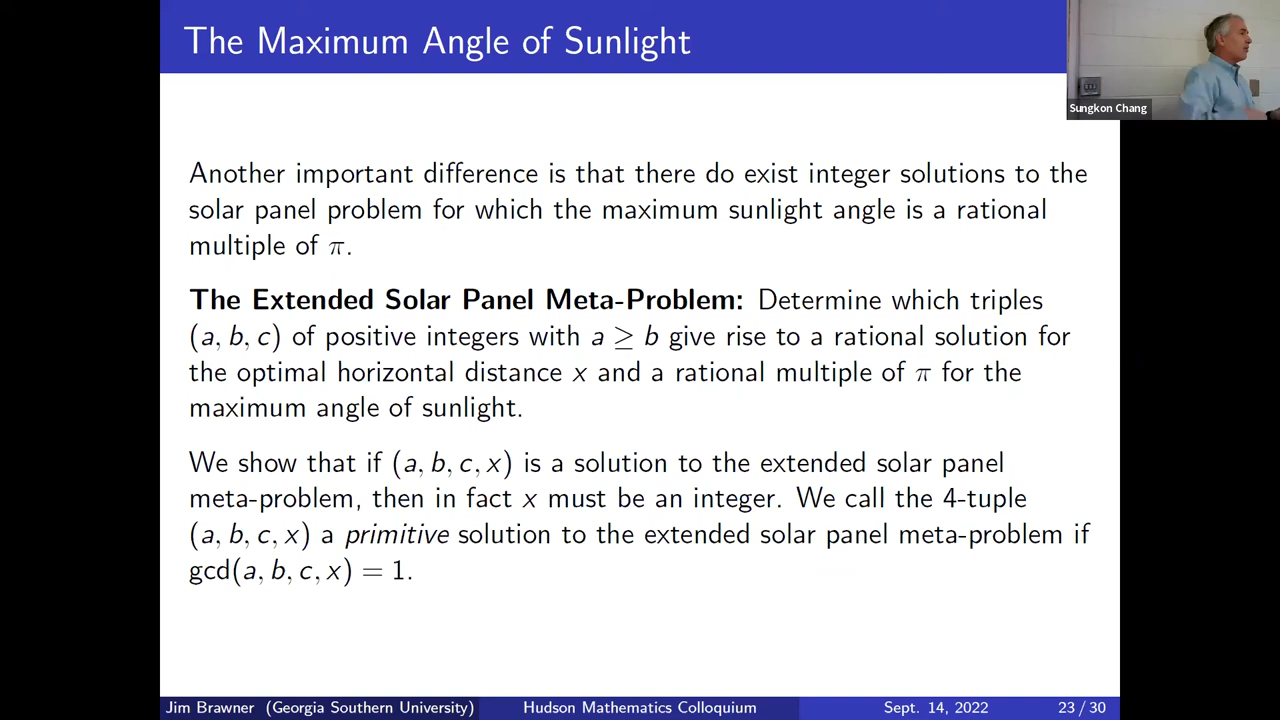 The Maximum Angle of Sunlight
Sungkon Chang
Another important difference is that there do exist integer solutions to the
solar panel problem for which the maximum sunlight angle is a rational
multiple of π.
The Extended Solar Panel Meta-Problem: Determine which triples
(a, b, c) of positive integers with a ≥ b give rise to a rational solution for
the optimal horizontal distance x and a rational multiple of π for the
maximum angle of sunlight.
We show that if (a, b, c, x) is a solution to the extended solar panel
meta-problem, then in fact x must be an integer. We call the 4-tuple
(a, b, c, x) a primitive solution to the extended solar panel meta-problem if
gcd(a, b, c, x) = 1.
Jim Brawner (Georgia Southern University) Hudson Mathematics Colloquium Sept. 14, 2022 23 / 30